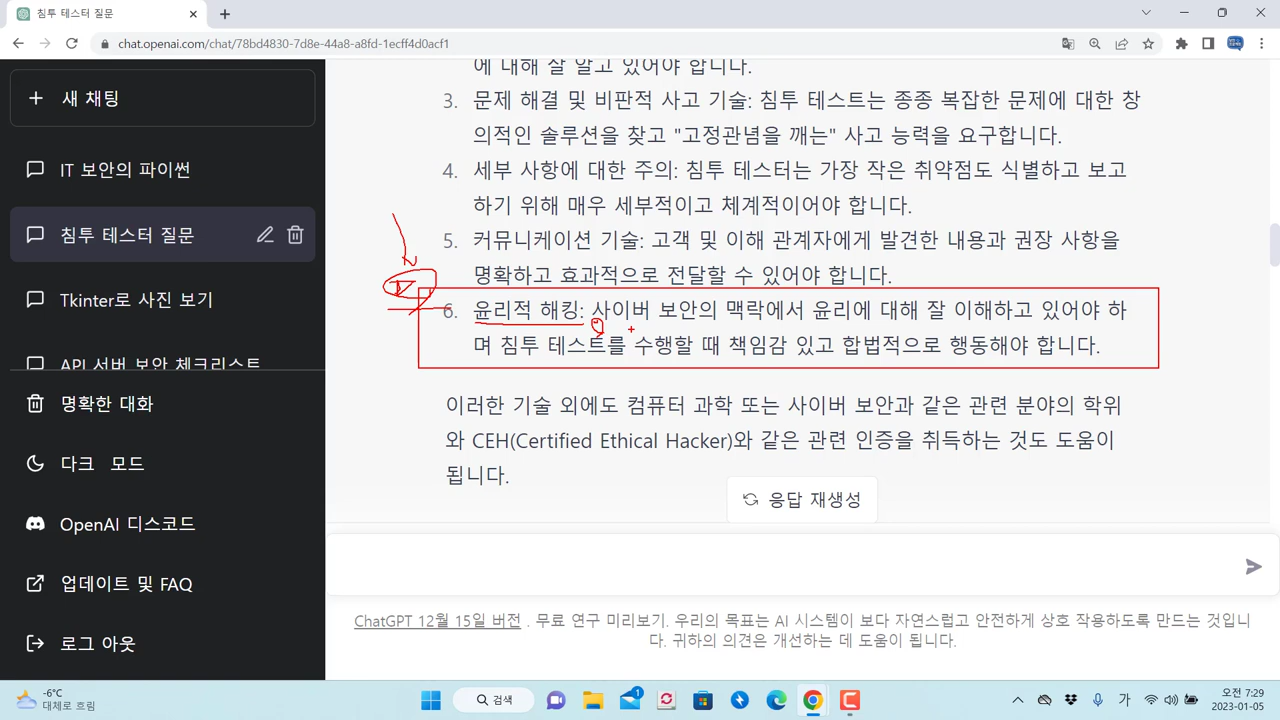 침투 테스터 질문
chat.openai.com/chat/78bd4830-7d8e-44a8-a8fd-1ecff4d0acf1
새 채팅
IT 보안의 파이썬
침투 테스터 질문
Tkinter로 사진 보기
API 서버 보안 체크리스트
명확한 대화
다크 모드
OpenAI 디스코드
업데이트 및 FAQ
로그 아웃
에 대해 잘 알고 있어야 합니다.
3. 문제 해결 및 비판적 사고 기술: 침투 테스트는 종종 복잡한 문제에 대한 창
의적인 솔루션을 찾고 "고정관념을 깨는" 사고 능력을 요구합니다.
4. 세부 사항에 대한 주의: 침투 테스터는 가장 작은 취약점도 식별하고 보고
하기 위해 매우 세부적이고 체계적이어야 합니다.
5. 커뮤니케이션 기술: 고객 및 이해 관계자에게 발견한 내용과 권장 사항을
명확하고 효과적으로 전달할 수 있어야 합니다.
6. 윤리적 해킹: 사이버 보안의 맥락에서 윤리에 대해 잘 이해하고 있어야 하
며 침투 테스트를 수행할 때 책임감 있고 합법적으로 행동해야 합니다.
이러한 기술 외에도 컴퓨터 과학 또는 사이버 보안과 같은 관련 분야의 학위
와 CEH(Certified Ethical Hacker)와 같은 관련 인증을 취득하는 것도 도움이
됩니다.
응답 재생성
ChatGPT 12월 15일 버전 . 무료 연구 미리보기. 우리의 목표는 AI 시스템이 보다 자연스럽고 안전하게 상호 작용하도록 만드는 것입니
다. 귀하의 의견은 개선하는 데 도움이 됩니다.
-6°C
대체로 흐림
검색
1
가
오전 7:29
2023-01-05